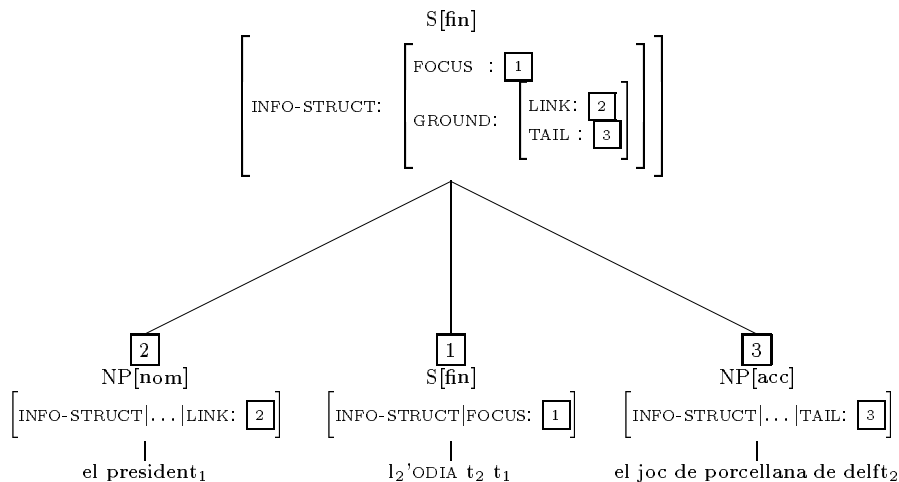 S[fin]
FOCUS : 1
INFO-STRUCT:
LINK: 2
GROUND:
TAIL : 3
2 1 3
NP[nom] S[fin] NP[acc]
[INFO-STRUCT|...|LINK: 2] [INFO-STRUCT|FOCUS: 1] [INFO-STRUCT|...|TAIL: 3]
el president₁ l₂'ODIA t₂ t₁ el joc de porcellana de delft₂